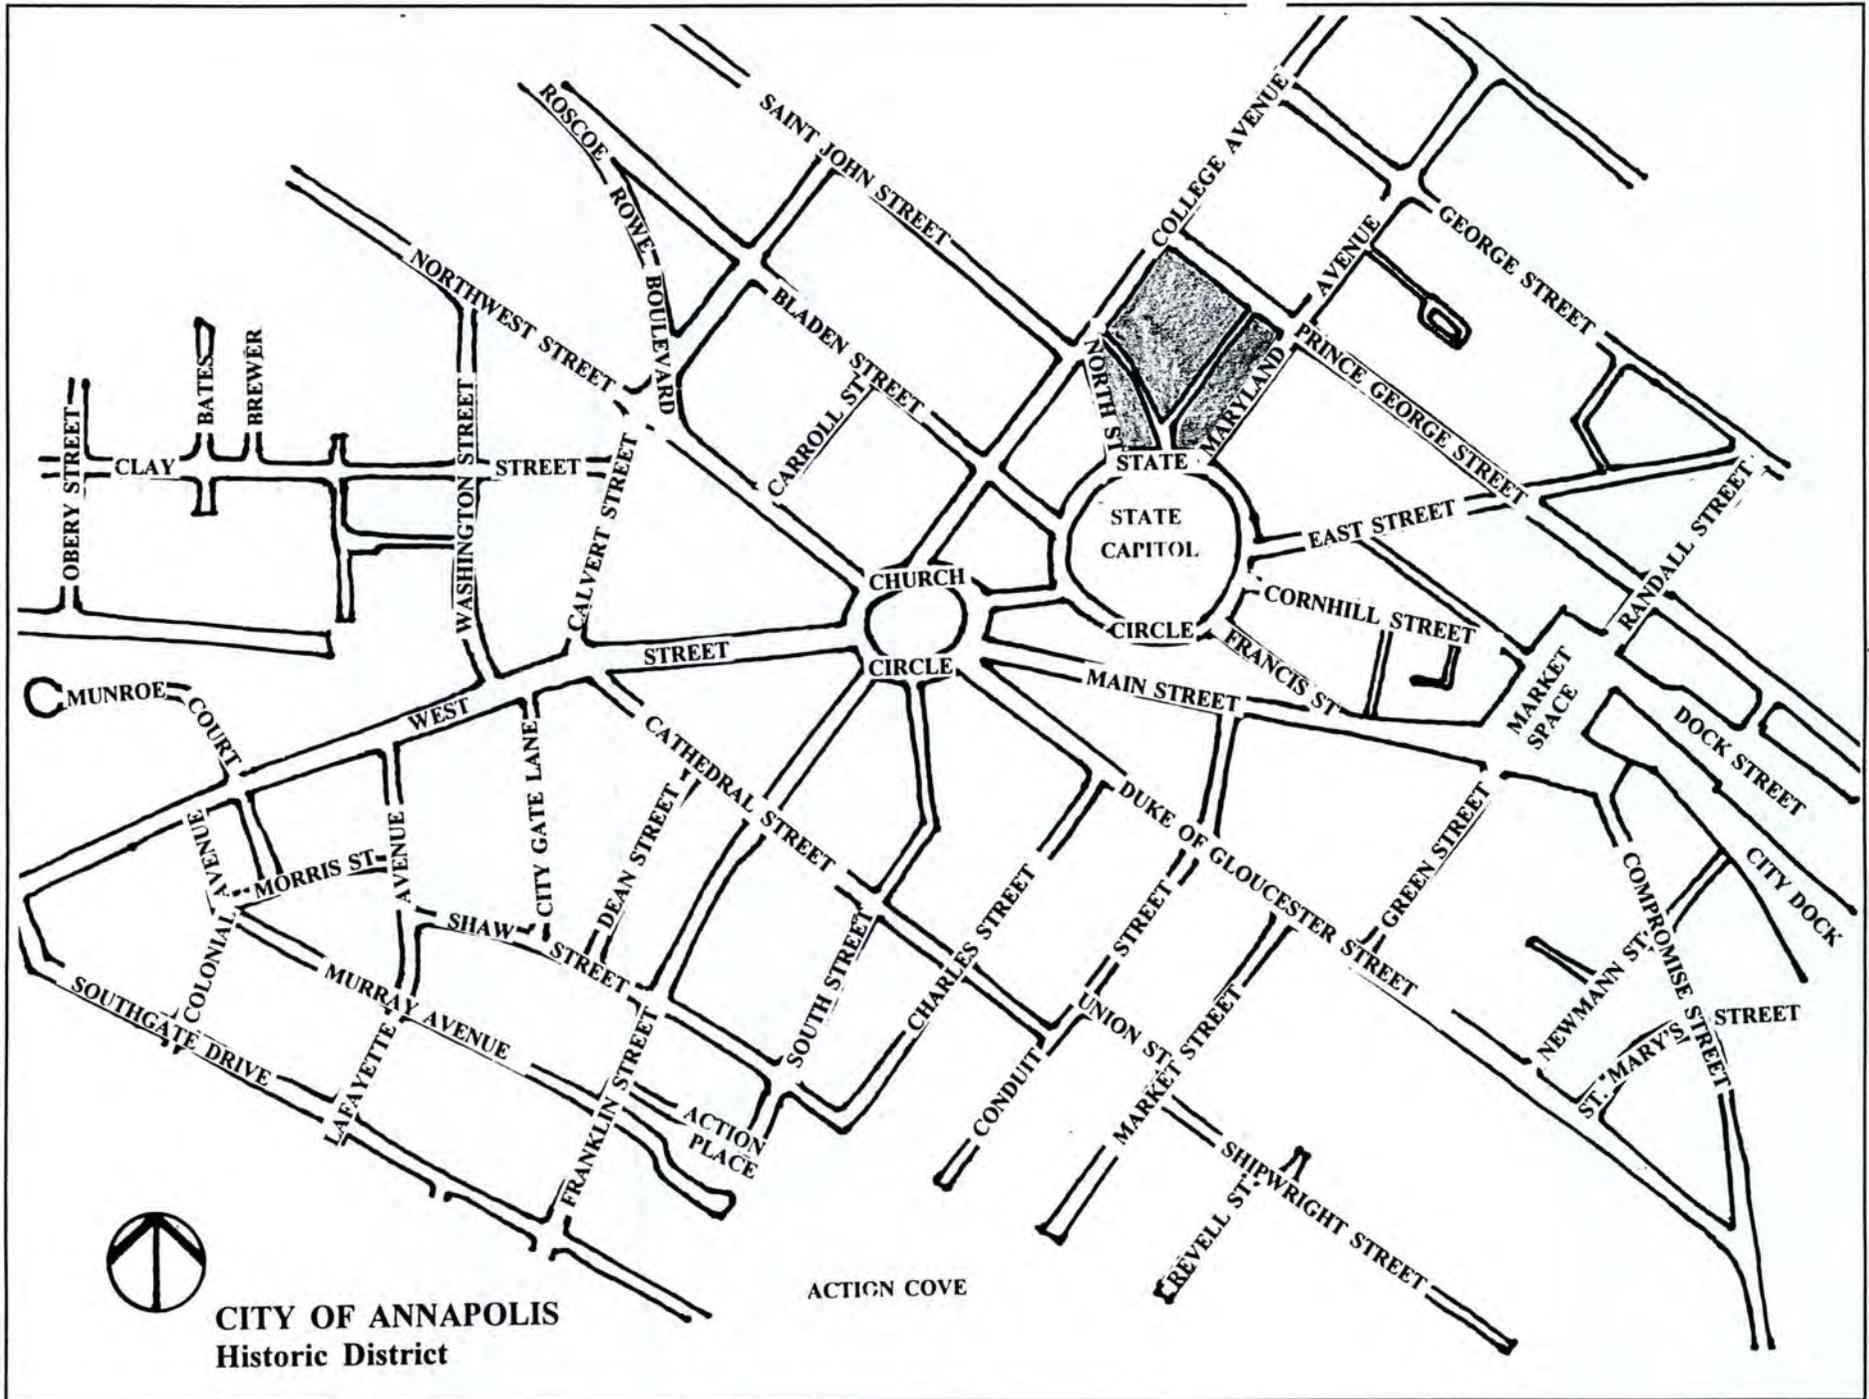 SAINT JOHN STREET
ROSCOE ROWE BOULEVARD
COLLEGE AVENUE
NORTHWEST STREET
BLADEN STREET
AVENUE
GEORGE STREET
NORTH ST.
MARYLAND
PRINCE GEORGE STREET
BATES
BREWER
CARROLL ST.
OBERY STREET
CLAY
STREET
WASHINGTON STREET
CALVERT STREET
STATE
STATE
CAPITOL
CIRCLE
EAST STREET
RANDALL STREET
CHURCH
CIRCLE
CORNHILL STREET
FRANCIS ST
MAIN STREET
MARKET
SPACE
DOCK STREET
CITY DOCK
MUNROE
COURT
WEST
STREET
CITY GATE LANE
CATHEDRAL STREET
DEAN STREET
DUKE OF GLOUCESTER STREET
GREEN STREET
COMPROMISE STREET
AVENUE
MORRIS ST.
AVENUE
SHAW
STREET
COLONIAL
MURRAY AVENUE
SOUTHGATE DRIVE
LAFAYETTE
FRANKLIN STREET
SOUTH STREET
CHARLES STREET
UNION
STREET
UNION ST.
CONDUIT
MARKET STREET
NEWMANN ST.
ST. MARY'S
STREET
ACTION
PLACE
SHIPWRIGHT STREET
REVELL ST.
ACTION COVE
CITY OF ANNAPOLIS
Historic District